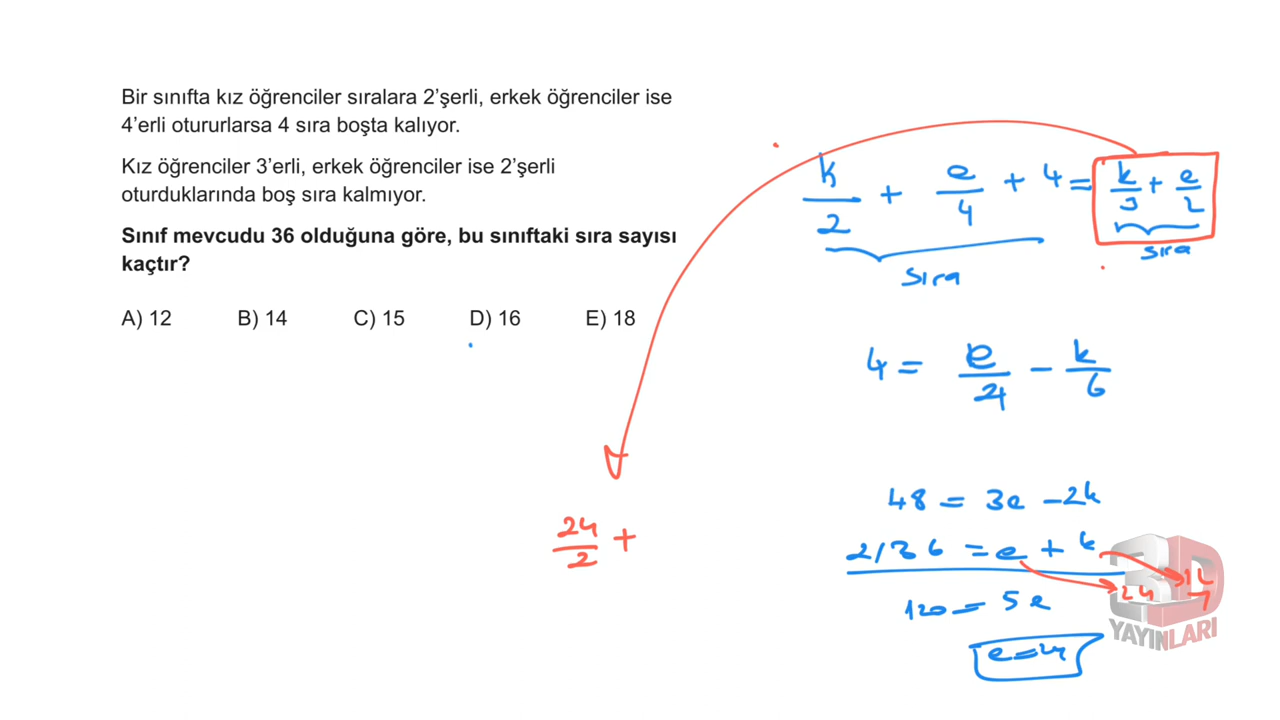 Bir sınıfta kız öğrenciler sıralara 2’şerli, erkek öğrenciler ise
4’erli otururlarsa 4 sıra boşta kalıyor.
Kız öğrenciler 3’erli, erkek öğrenciler ise 2’şerli
oturduklarında boş sıra kalmıyor.
Sınıf mevcudu 36 olduğuna göre, bu sınıftaki sıra sayısı
kaçtır?
A) 12 B) 14 C) 15 D) 16 E) 18
k/2 + e/4 + 4 = k/3 + e/2
sıra sıra
4 = e/4 - k/6
48 = 3e - 2k
2/36 = e + k
24 12
120 = 5e
e = 24
24/2 +
3D
YAYINLARI